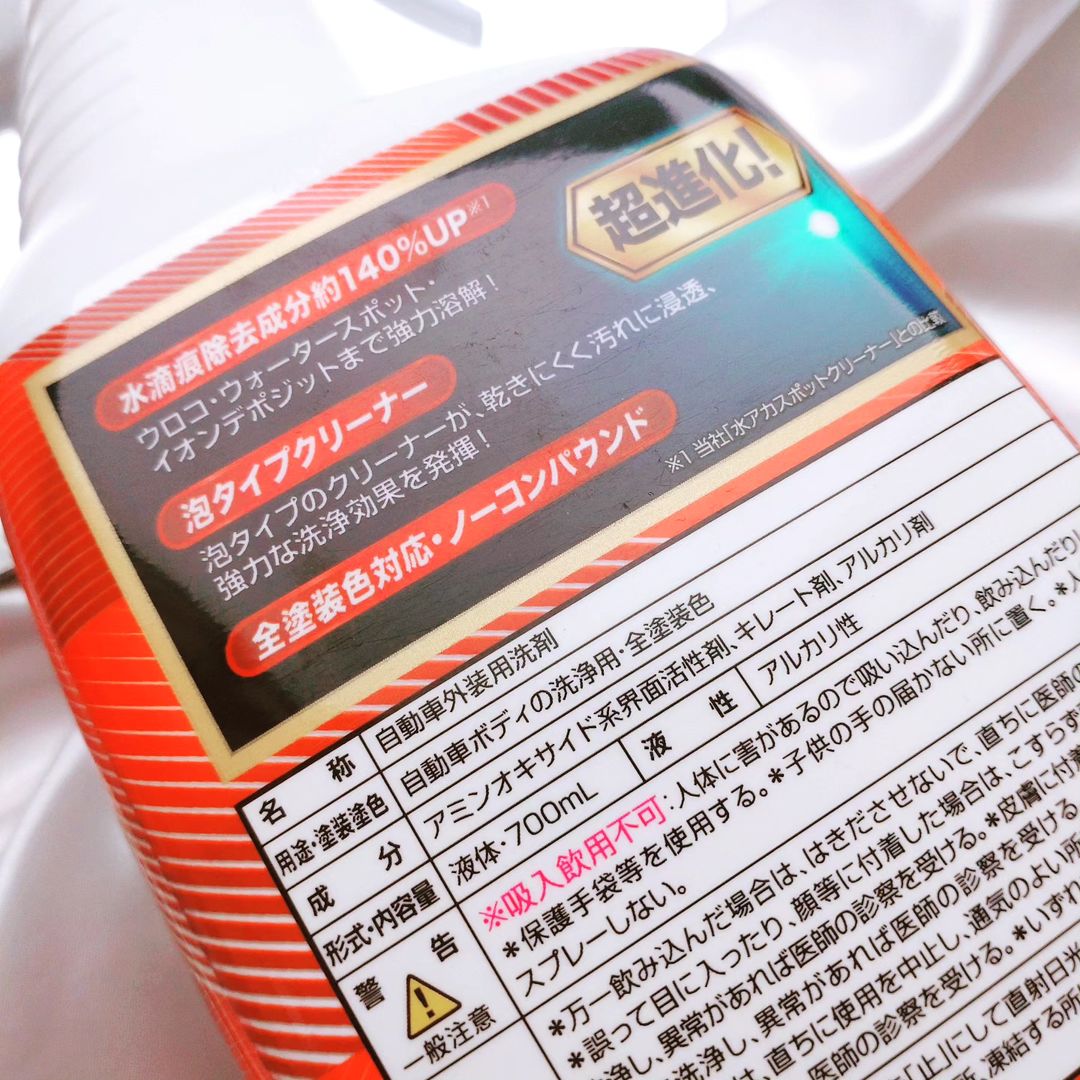 超進化!
水滴痕除去成分約140%UP※1
ウロコ・ウォータースポット・
イオンデポジットまで強力溶解!
泡タイプクリーナー
泡タイプのクリーナーが、乾きにくく汚れに浸透、
強力な洗浄効果を発揮!
全塗装色対応・ノーコンパウンド
※1 当社「水アカスポットクリーナー」との比較
名称 自動車外装用洗剤
用途・塗装塗色 自動車ボディの洗浄用・全塗装色
成分 アミンオキサイド系界面活性剤、キレート剤、アルカリ剤
形式・内容量 液体・700mL 液性 アルカリ性
警告 ※吸入飲用不可:人体に害があるので吸い込んだり、飲み込んだり
*保護手袋等を使用する。*子供の手の届かない所に置く。*人
スプレーしない。
一般注意 *万一飲み込んだ場合は、はきださせないで、直ちに医師の
*誤って目に入ったり、顔等に付着した場合は、こすらず
洗浄し、異常があれば医師の診察を受ける。*皮膚に付着
洗浄し、異常があれば医師の診察を受ける
は、直ちに使用を中止し、通気のよい所
医師の診察を受ける。*いずれ
「止」にして直射日光
所、凍結する所